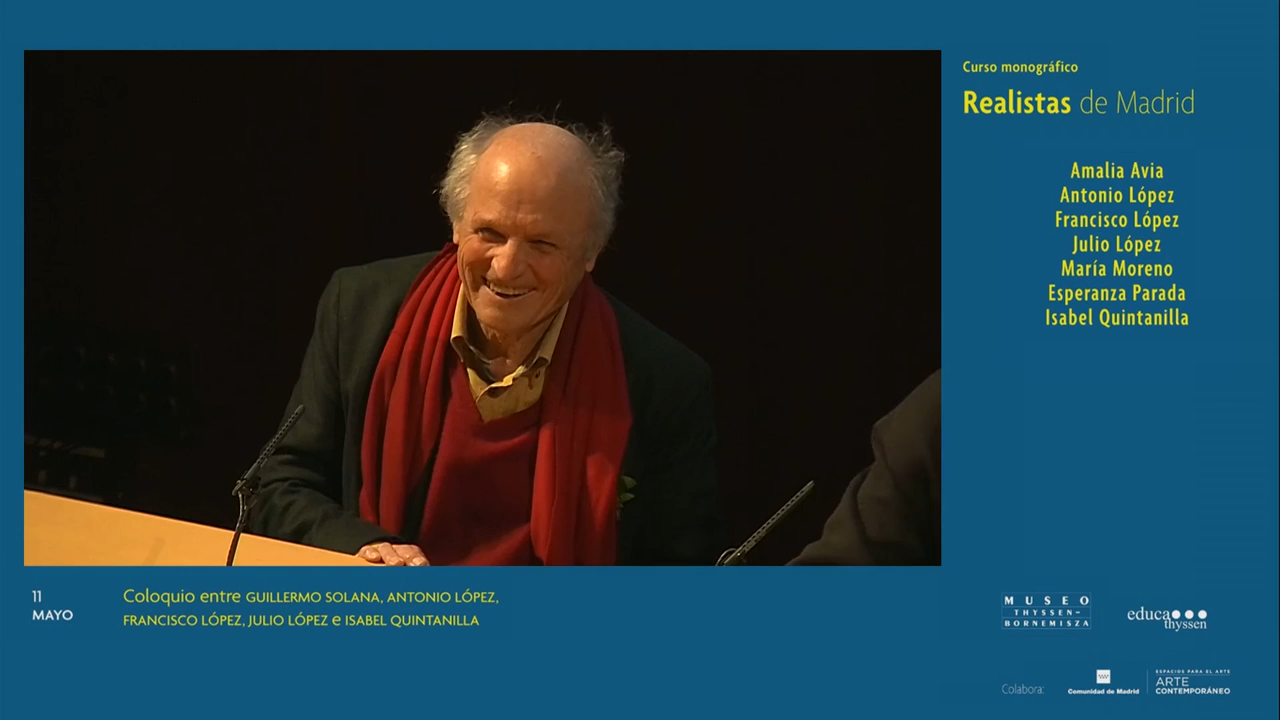 Curso monográfico
Realistas de Madrid
Amalia Avia
Antonio López
Francisco López
Julio López
María Moreno
Esperanza Parada
Isabel Quintanilla
11
MAYO
Coloquio entre GUILLERMO SOLANA, ANTONIO LÓPEZ,
FRANCISCO LÓPEZ, JULIO LÓPEZ e ISABEL QUINTANILLA
MUSEO
THYSSEN-
BORNEMISZA
educa
thyssen
Colabora:
Comunidad de Madrid
ESPACIOS PARA EL ARTE
ARTE
CONTEMPORÁNEO